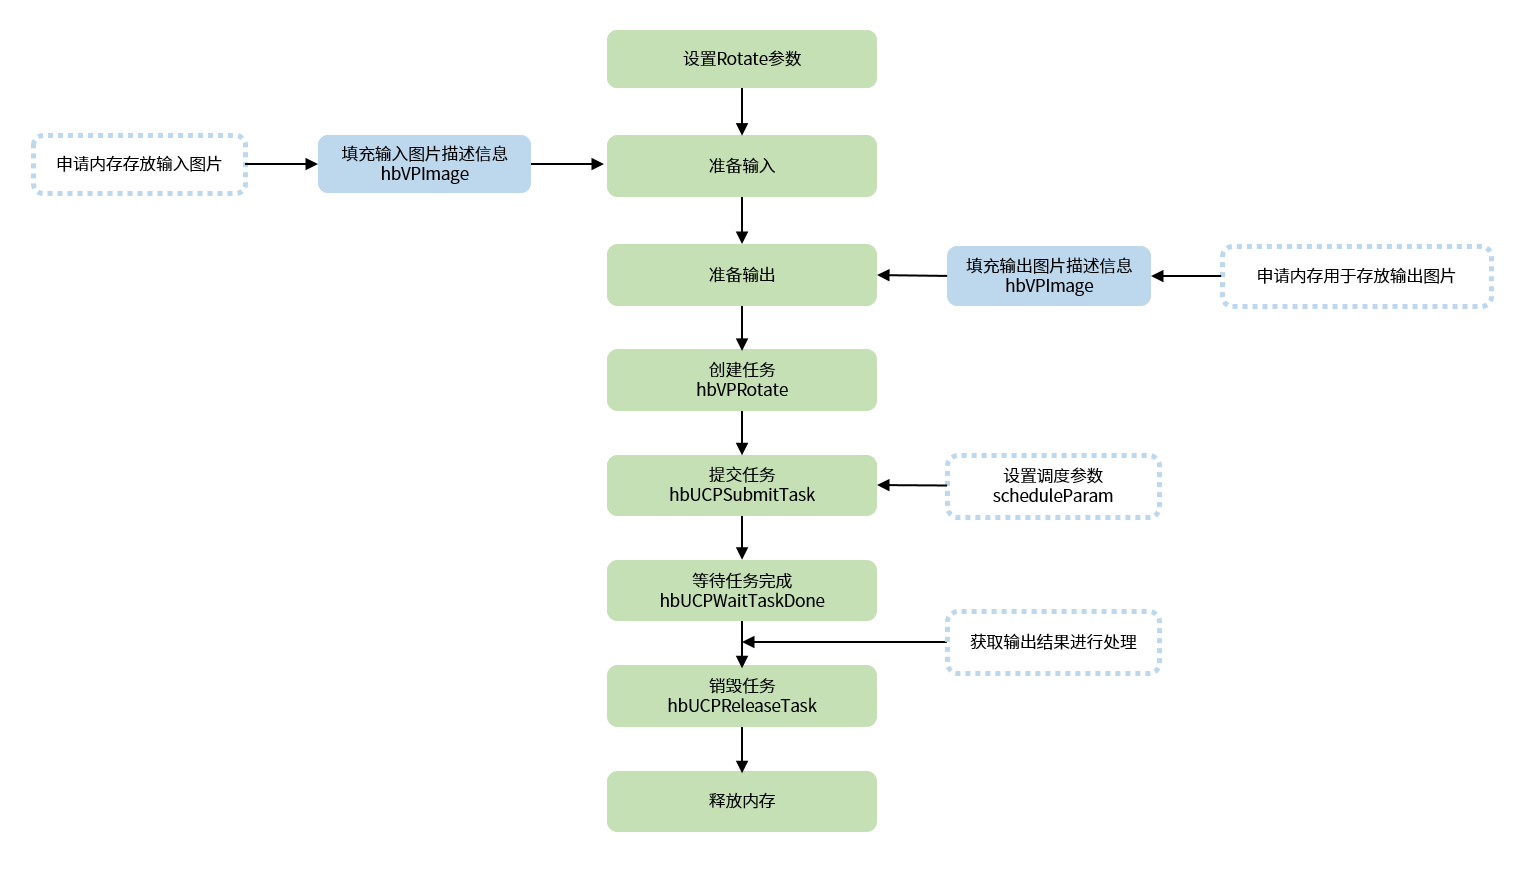 设置Rotate参数
申请内存存放输入图片
填充输入图片描述信息
hbVPImage
准备输入
准备输出
填充输出图片描述信息
hbVPImage
申请内存用于存放输出图片
创建任务
hbVPRotate
提交任务
hbUCPSubmitTask
设置调度参数
scheduleParam
等待任务完成
hbUCPWaitTaskDone
获取输出结果进行处理
销毁任务
hbUCPReleaseTask
释放内存